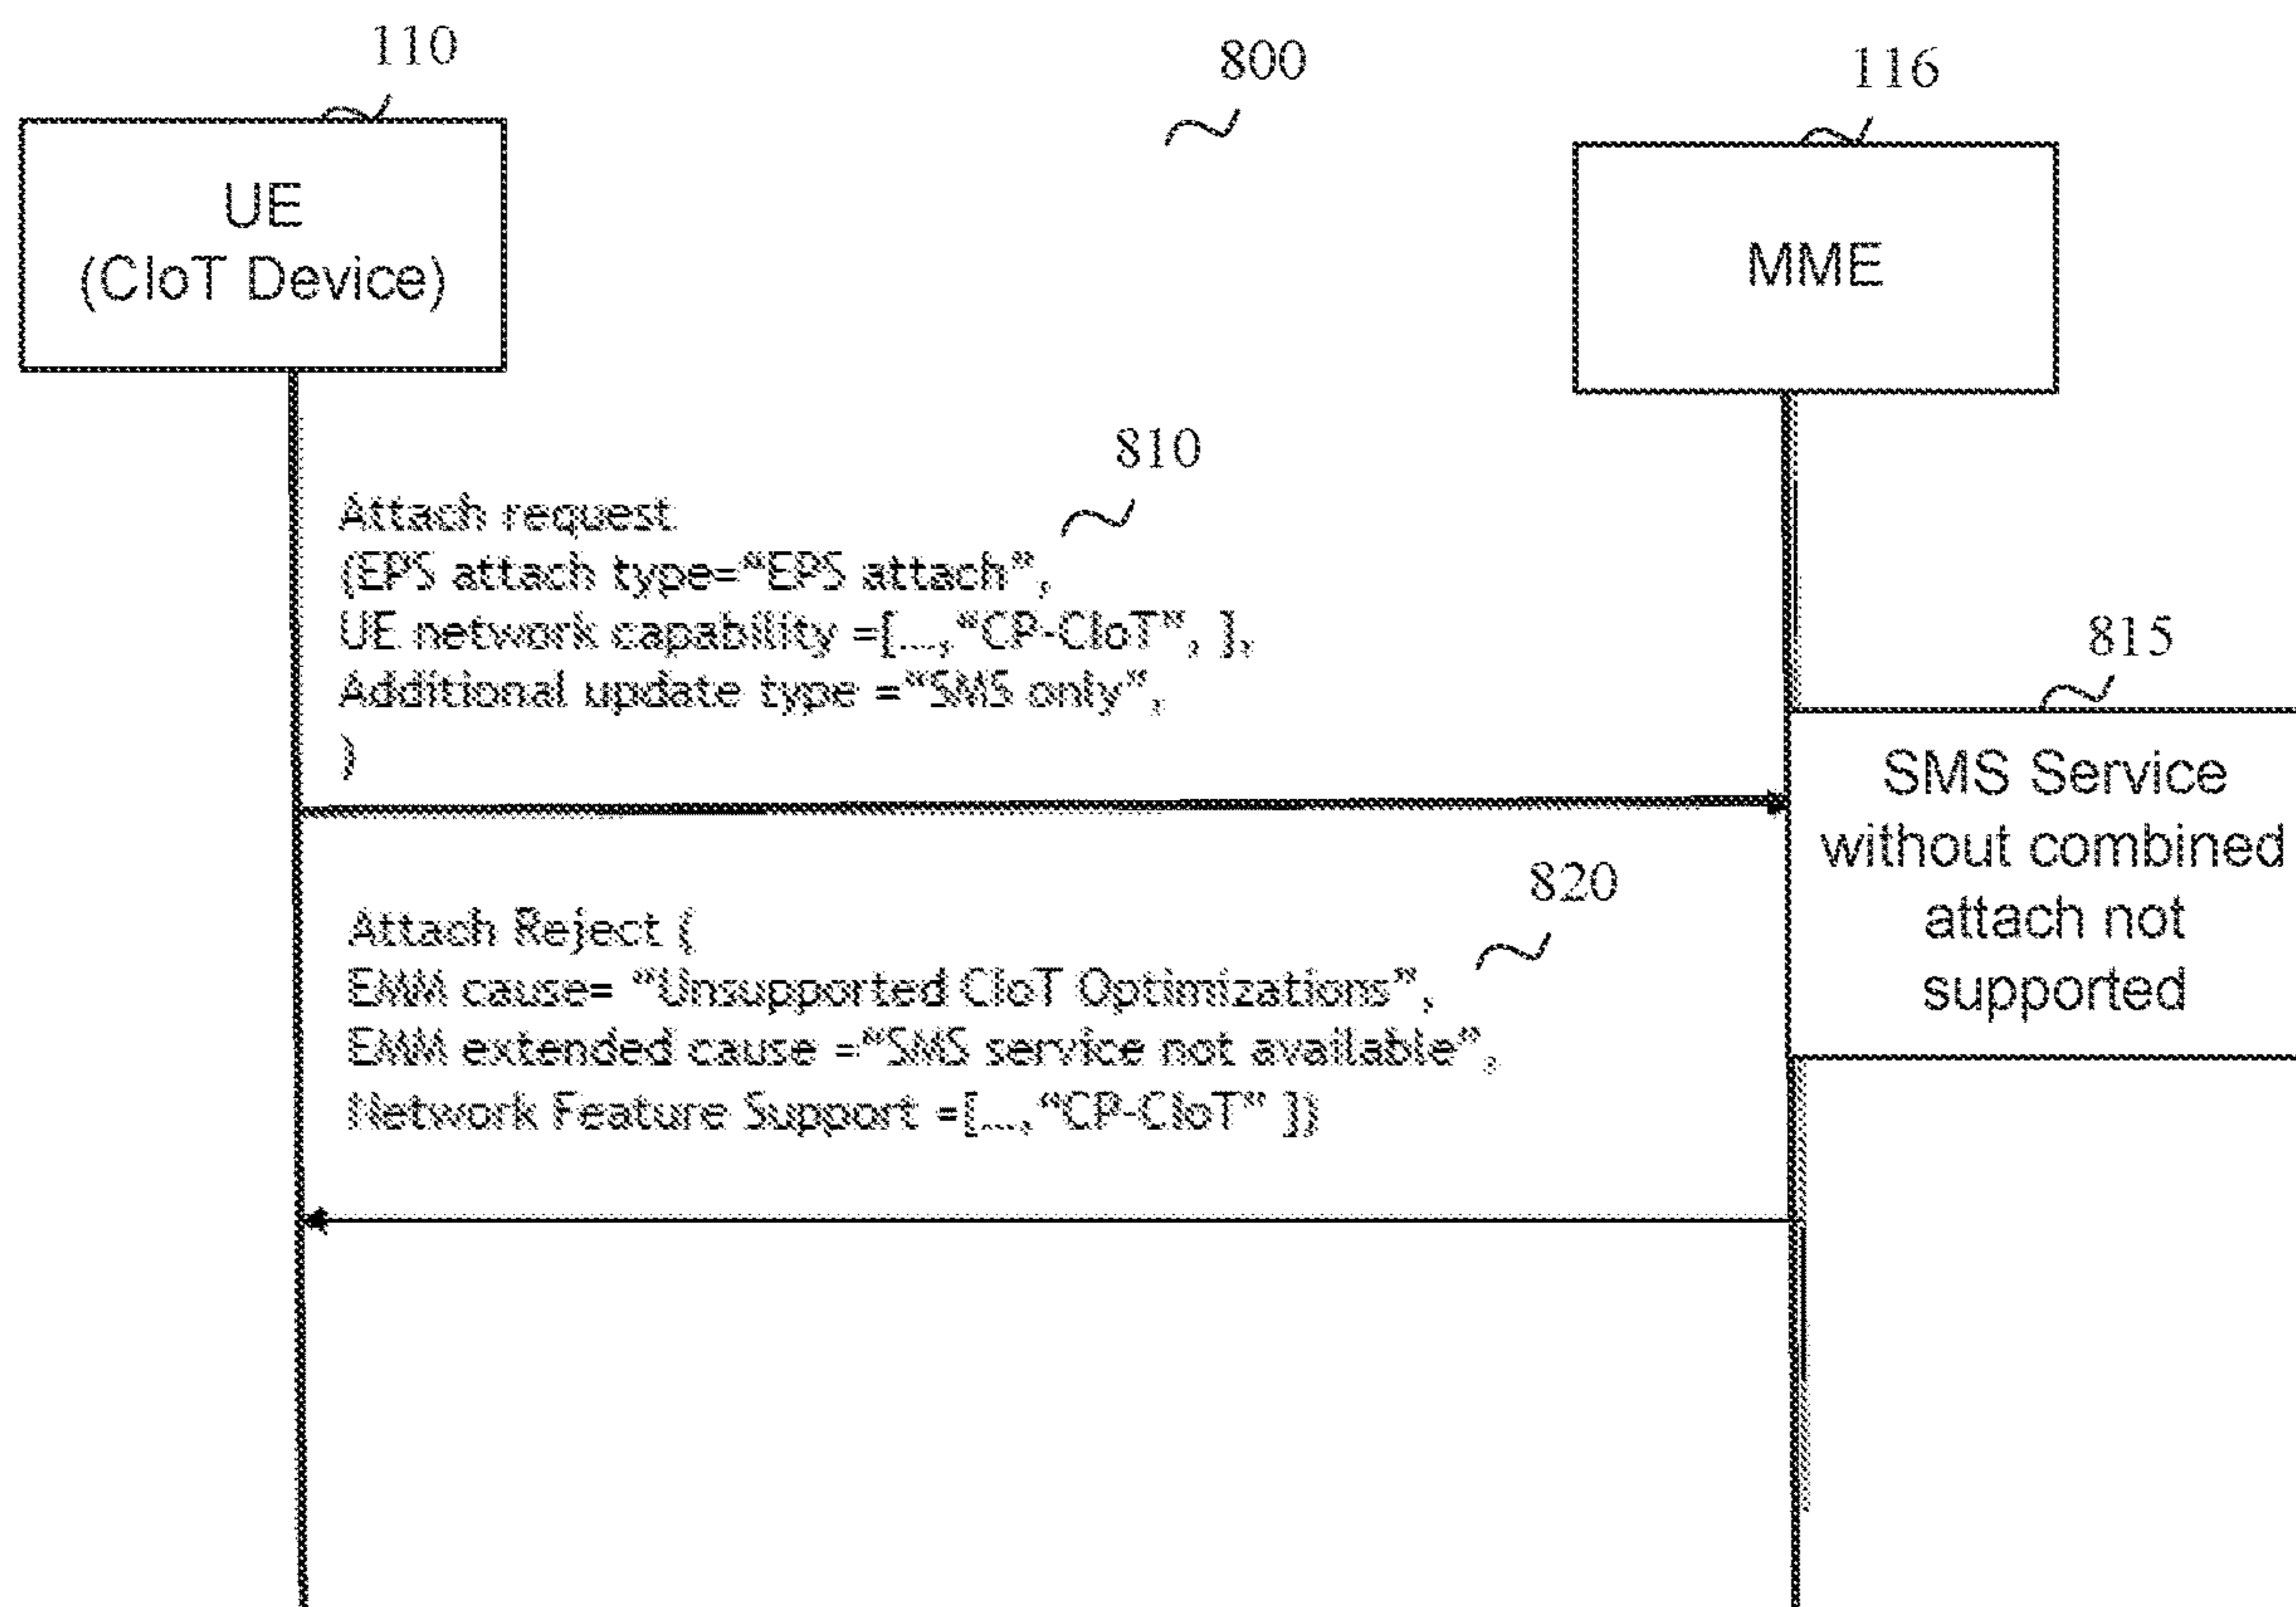 110
800
116
UE
(CIoT Device)
MME
810
Attach request
(EPS attach type="EPS attach",
UE network capability =[...,"CP-CIoT", ],
Additional update type ="SMS only",
)
815
SMS Service
without combined
attach not
supported
820
Attach Reject (
EMM cause= "Unsupported CIoT Optimizations",
EMM extended cause ="SMS service not available",
Network Feature Support =[...,"CP-CIoT" ])